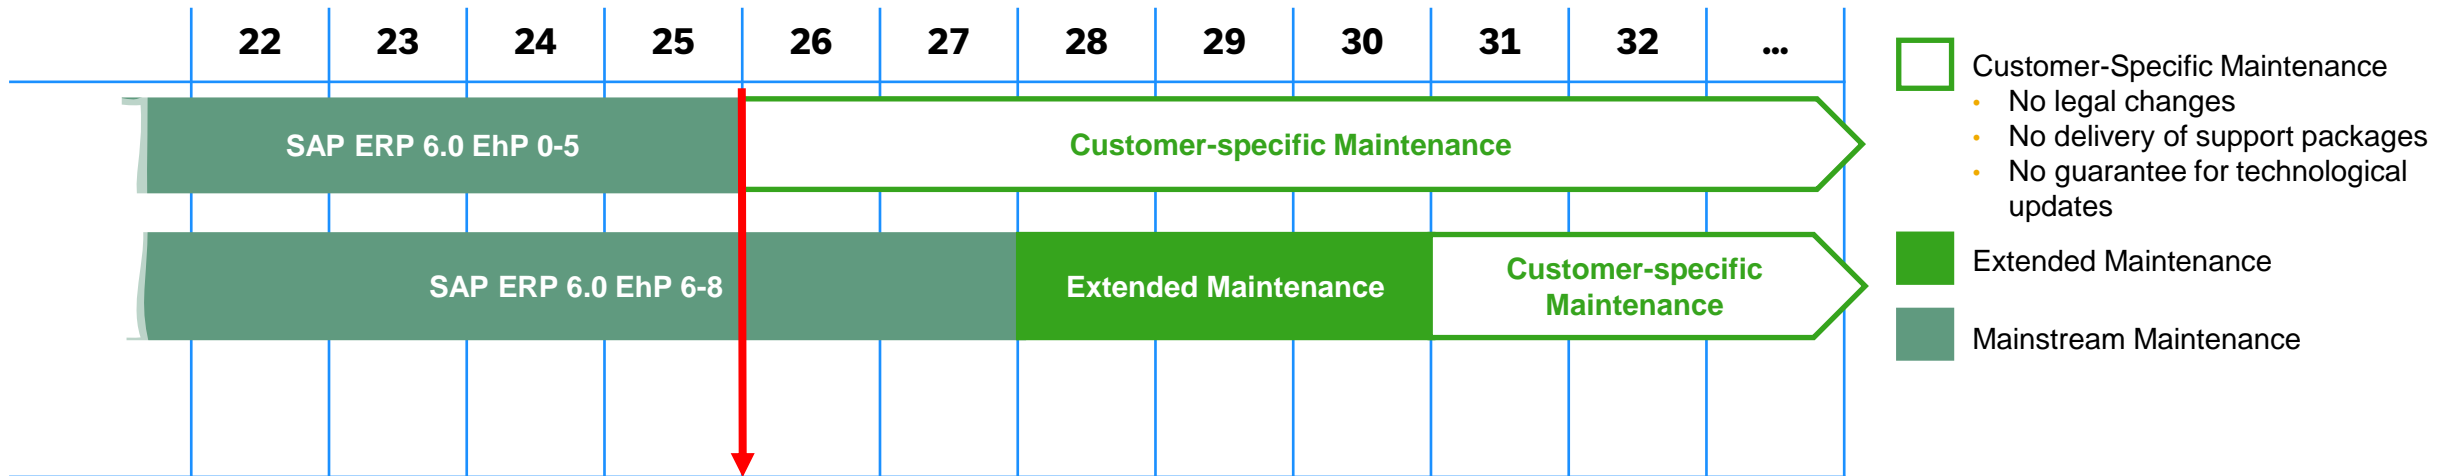 22 23 24 25 26 27 28 29 30 31 32 ...
SAP ERP 6.0 EhP 0-5
Customer-specific Maintenance
SAP ERP 6.0 EhP 6-8
Extended Maintenance
Customer-specific
Maintenance
Customer-Specific Maintenance
• No legal changes
• No delivery of support packages
• No guarantee for technological
updates
Extended Maintenance
Mainstream Maintenance